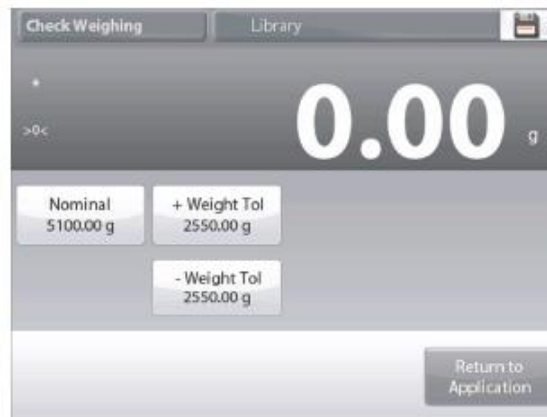 Check Weighing
Library
*
>0<
0.00 g
Nominal
5100.00 g
+ Weight Tol
2550.00 g
- Weight Tol
2550.00 g
Return to
Application